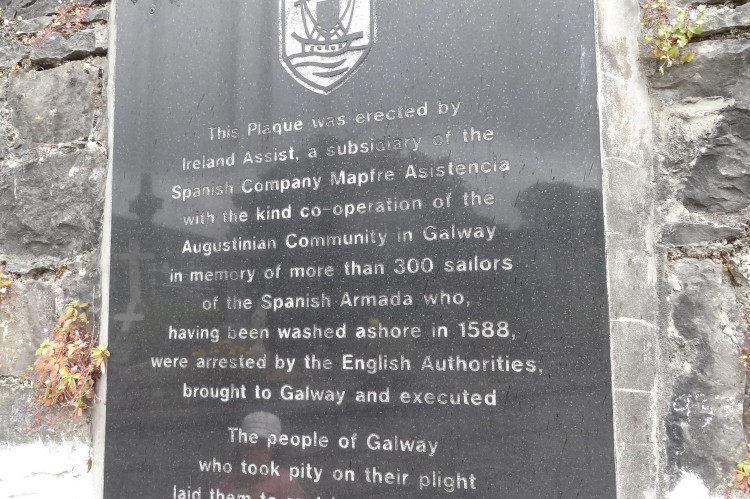 This Plaque was erected by
Ireland Assist, a subsidiary of the
Spanish Company Mapfre Asistencia
with the kind co-operation of the
Augustinian Community in Galway
in memory of more than 300 sailors
of the Spanish Armada who,
having been washed ashore in 1588,
were arrested by the English Authorities,
brought to Galway and executed
The people of Galway
who took pity on their plight
laid them to